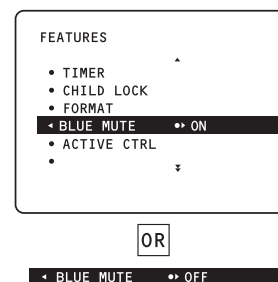 FEATURES
• TIMER
• CHILD LOCK
• FORMAT
◂ BLUE MUTE •▸ ON
• ACTIVE CTRL
•
OR
◂ BLUE MUTE •▸ OFF